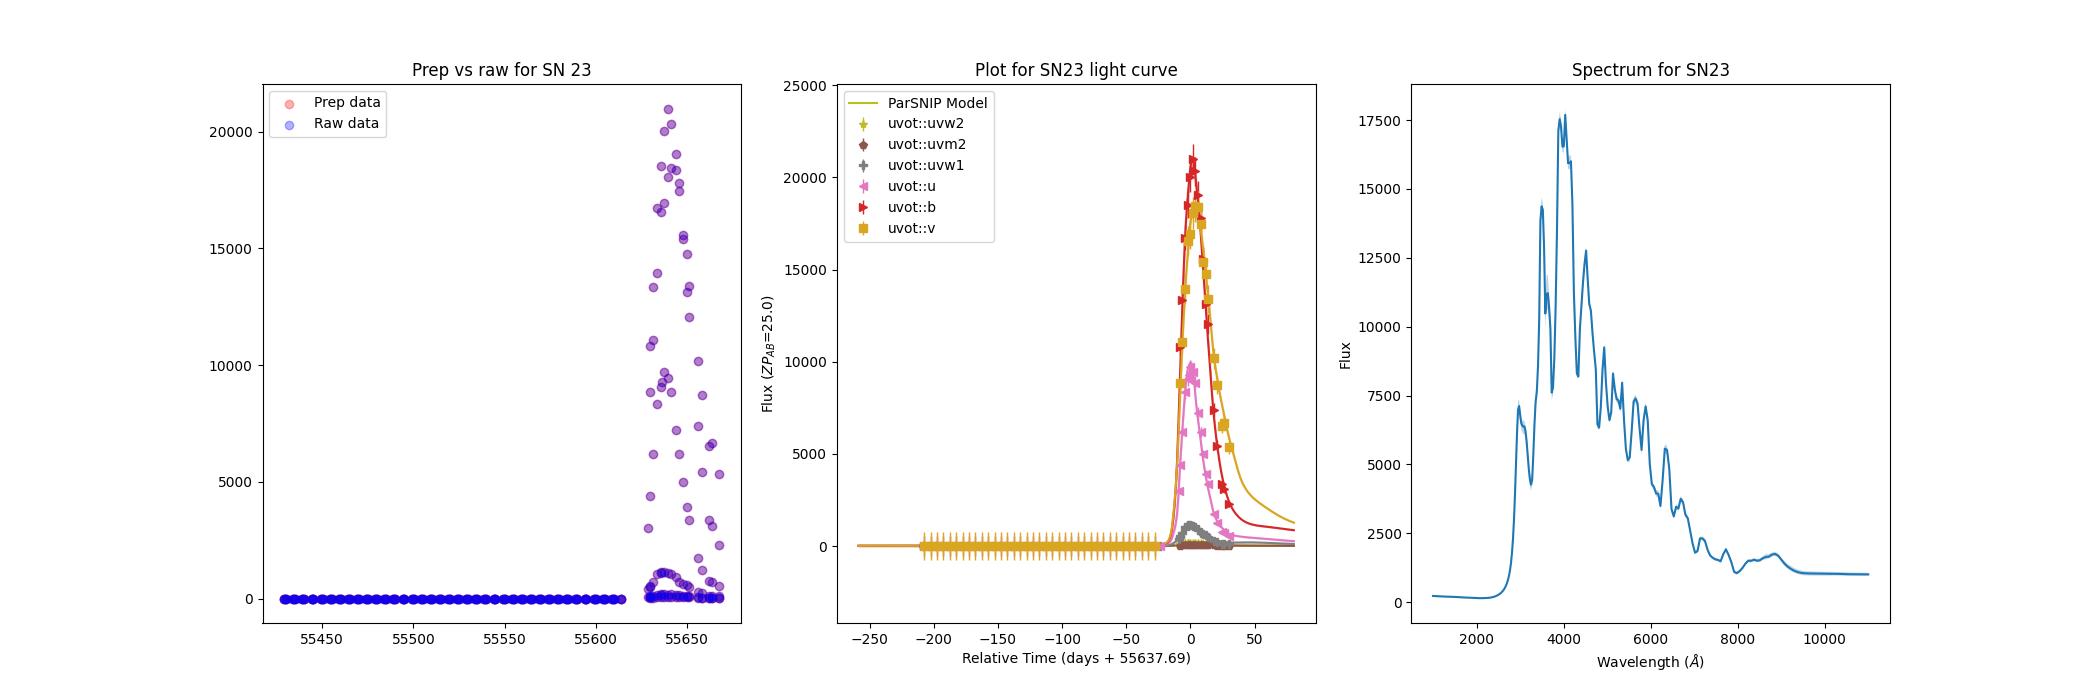 Prep vs raw for SN 23
Prep data
Raw data
20000
15000
10000
5000
0
55450
55500
55550
55600
55650
Plot for SN23 light curve
ParSNIP Model
uvot::uvw2
uvot::uvm2
uvot::uvw1
uvot::u
uvot::b
uvot::v
25000
20000
15000
10000
5000
0
Flux (ZP_AB=25.0)
−250
−200
−150
−100
−50
0
50
Relative Time (days + 55637.69)
Spectrum for SN23
17500
15000
12500
10000
7500
5000
2500
0
Flux
2000
4000
6000
8000
10000
Wavelength (Å)